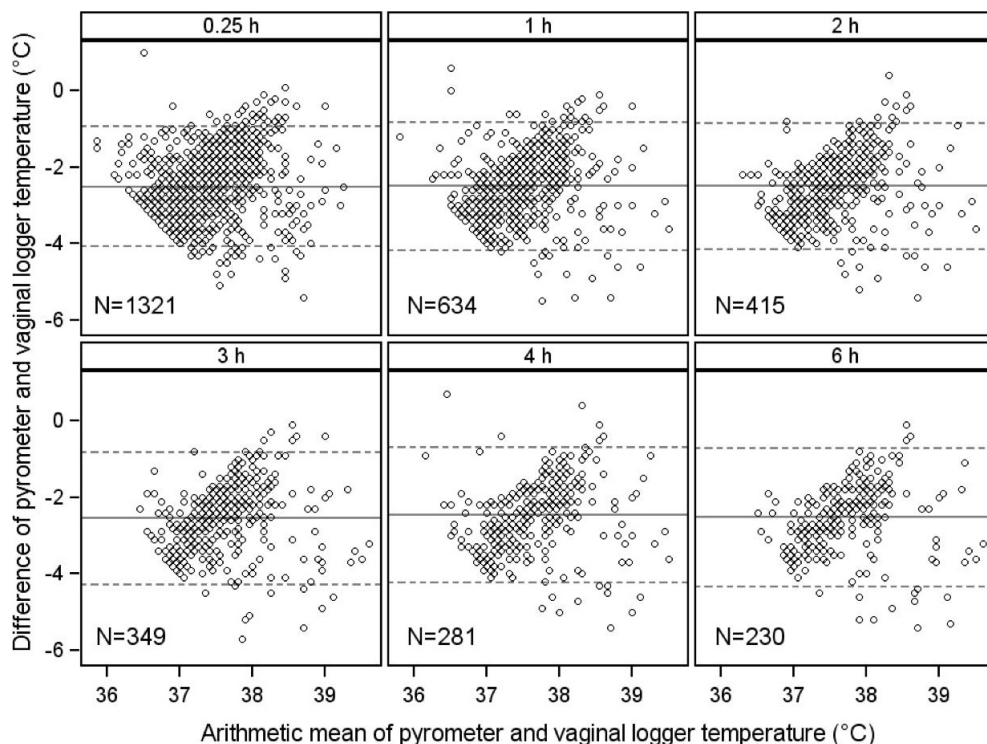 0.25 h 1 h 2 h
0
-2
-4
-6
N=1321 N=634 N=415
3 h 4 h 6 h
0
-2
-4
-6
N=349 N=281 N=230
36 37 38 39 36 37 38 39 36 37 38 39
Arithmetic mean of pyrometer and vaginal logger temperature (°C)
Difference of pyrometer and vaginal logger temperature (°C)